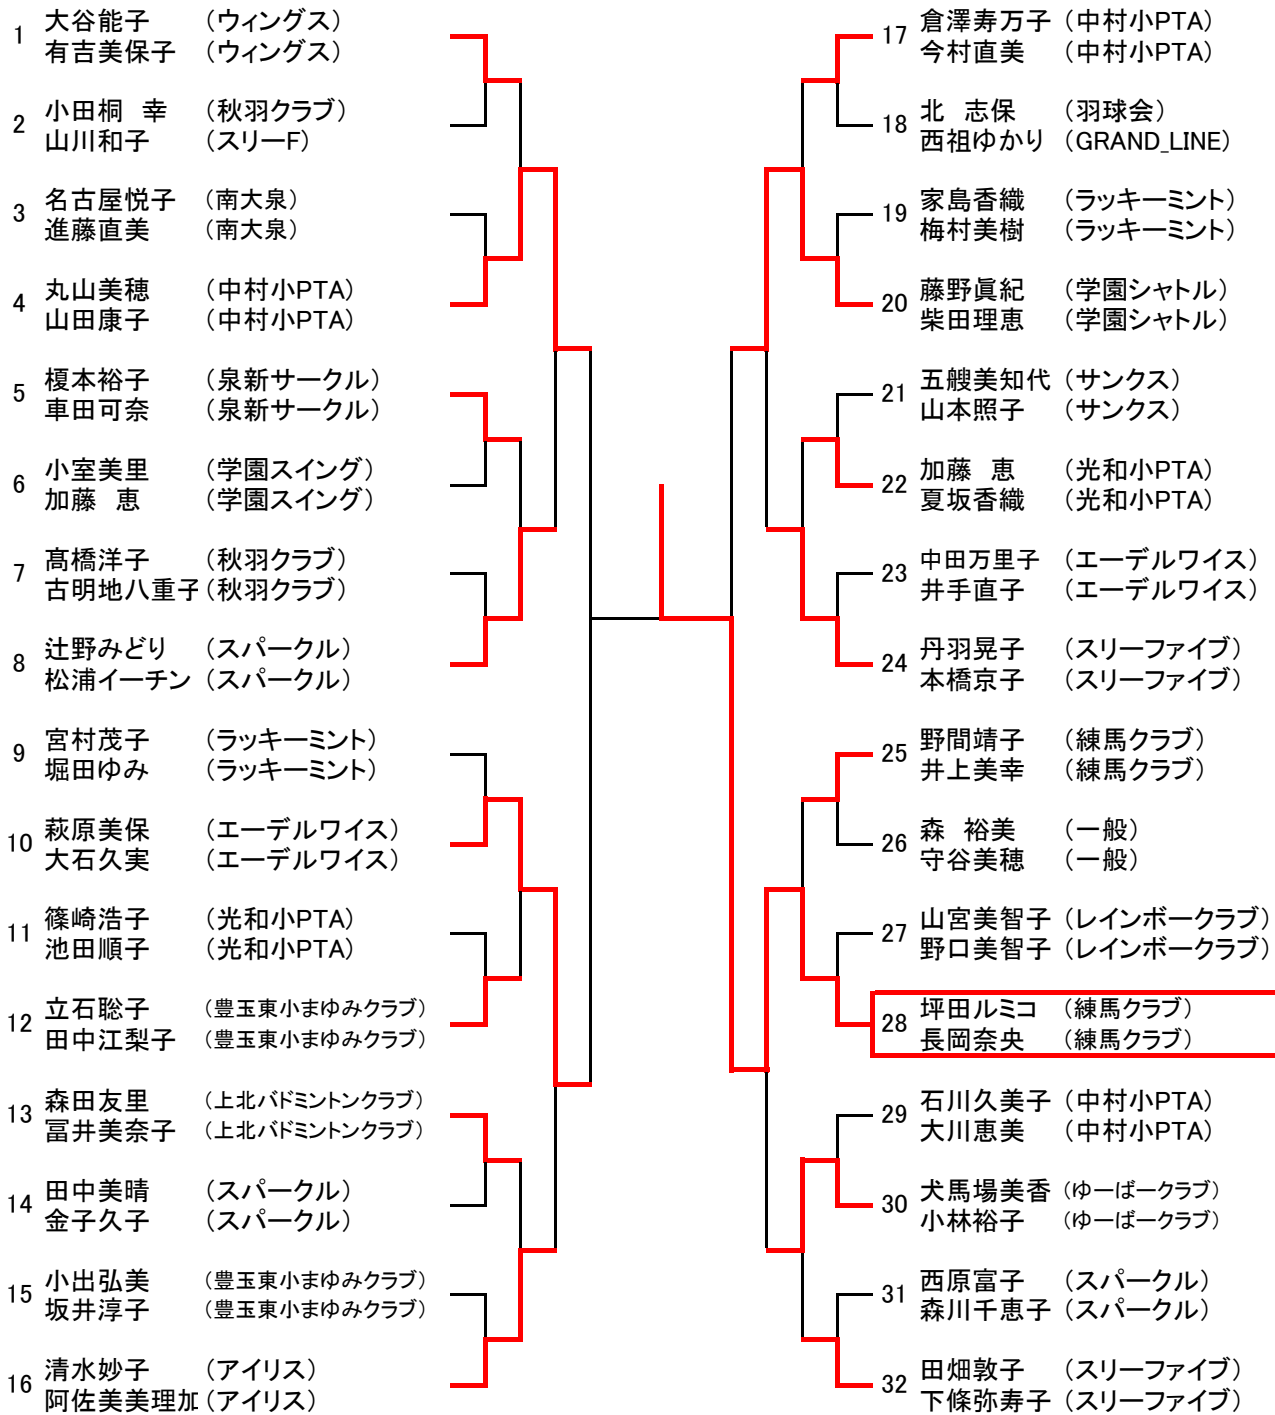 1 大谷能子 (ウィングス)
有吉美保子 (ウィングス)
2 小田桐 幸 (秋羽クラブ)
山川和子 (スリーF)
3 名古屋悦子 (南大泉)
進藤直美 (南大泉)
4 丸山美穂 (中村小PTA)
山田康子 (中村小PTA)
5 榎本裕子 (泉新サークル)
車田可奈 (泉新サークル)
6 小室美里 (学園スイング)
加藤 恵 (学園スイング)
7 髙橋洋子 (秋羽クラブ)
古明地八重子 (秋羽クラブ)
8 辻野みどり (スパークル)
松浦イーチン (スパークル)
9 宮村茂子 (ラッキーミント)
堀田ゆみ (ラッキーミント)
10 萩原美保 (エーデルワイス)
大石久実 (エーデルワイス)
11 篠崎浩子 (光和小PTA)
池田順子 (光和小PTA)
12 立石聡子 (豊玉東小まゆみクラブ)
田中江梨子 (豊玉東小まゆみクラブ)
13 森田友里 (上北バドミントンクラブ)
冨井美奈子 (上北バドミントンクラブ)
14 田中美晴 (スパークル)
金子久子 (スパークル)
15 小出弘美 (豊玉東小まゆみクラブ)
坂井淳子 (豊玉東小まゆみクラブ)
16 清水妙子 (アイリス)
阿佐美美理加 (アイリス)
17 倉澤寿万子 (中村小PTA)
今村直美 (中村小PTA)
18 北 志保 (羽球会)
西祖ゆかり (GRAND_LINE)
19 家島香織 (ラッキーミント)
梅村美樹 (ラッキーミント)
20 藤野眞紀 (学園シャトル)
柴田理恵 (学園シャトル)
21 五艘美知代 (サンクス)
山本照子 (サンクス)
22 加藤 恵 (光和小PTA)
夏坂香織 (光和小PTA)
23 中田万里子 (エーデルワイス)
井手直子 (エーデルワイス)
24 丹羽晃子 (スリーファイブ)
本橋京子 (スリーファイブ)
25 野間靖子 (練馬クラブ)
井上美幸 (練馬クラブ)
26 森 裕美 (一般)
守谷美穂 (一般)
27 山宮美智子 (レインボークラブ)
野口美智子 (レインボークラブ)
28 坪田ルミコ (練馬クラブ)
長岡奈央 (練馬クラブ)
29 石川久美子 (中村小PTA)
大川恵美 (中村小PTA)
30 犬馬場美香 (ゆーばークラブ)
小林裕子 (ゆーばークラブ)
31 西原富子 (スパークル)
森川千恵子 (スパークル)
32 田畑敦子 (スリーファイブ)
下條弥寿子 (スリーファイブ)